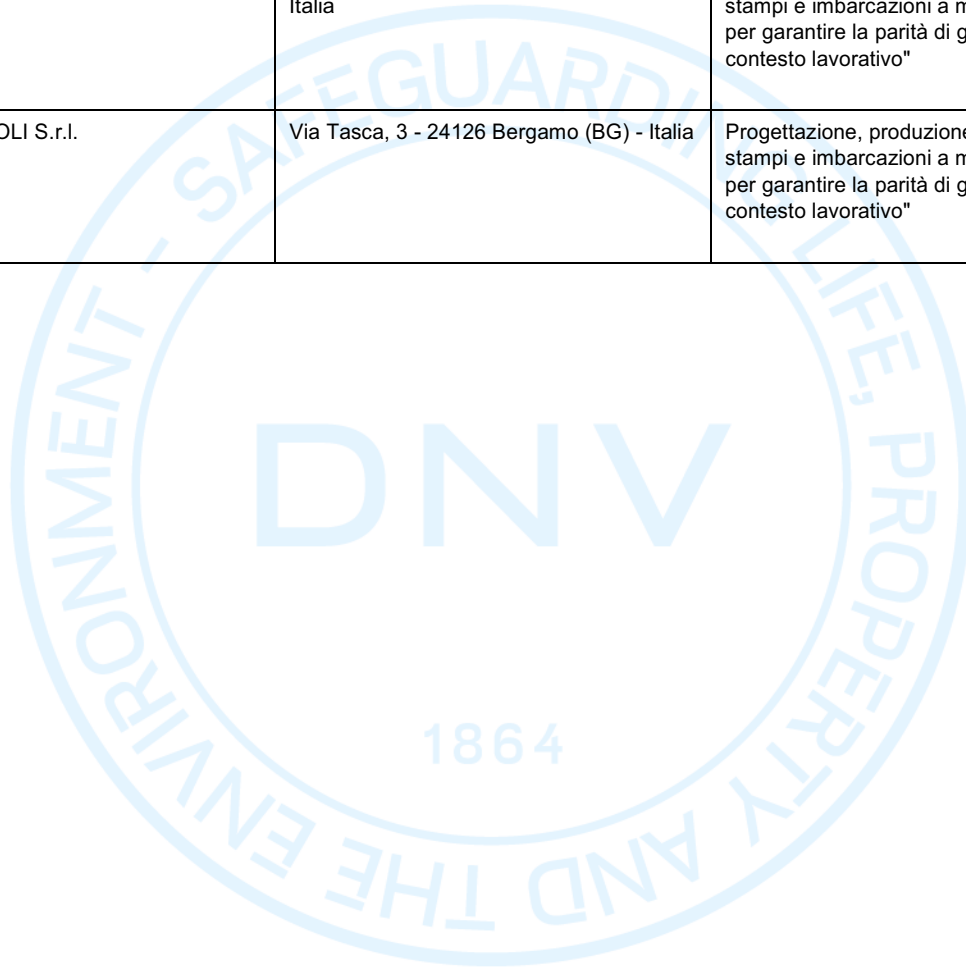 Italia
stampi e imbarcazioni a
per garantire la parità di
contesto lavorativo"
S.r.l.
Via Tasca, 3 - 24126 Bergamo (BG) - Italia
Progettazione, produzione
stampi e imbarcazioni a
per garantire la parità di
contesto lavorativo"
SAFEGUARDING LIFE, PROPERTY AND THE ENVIRONMENT -
DNV
1864